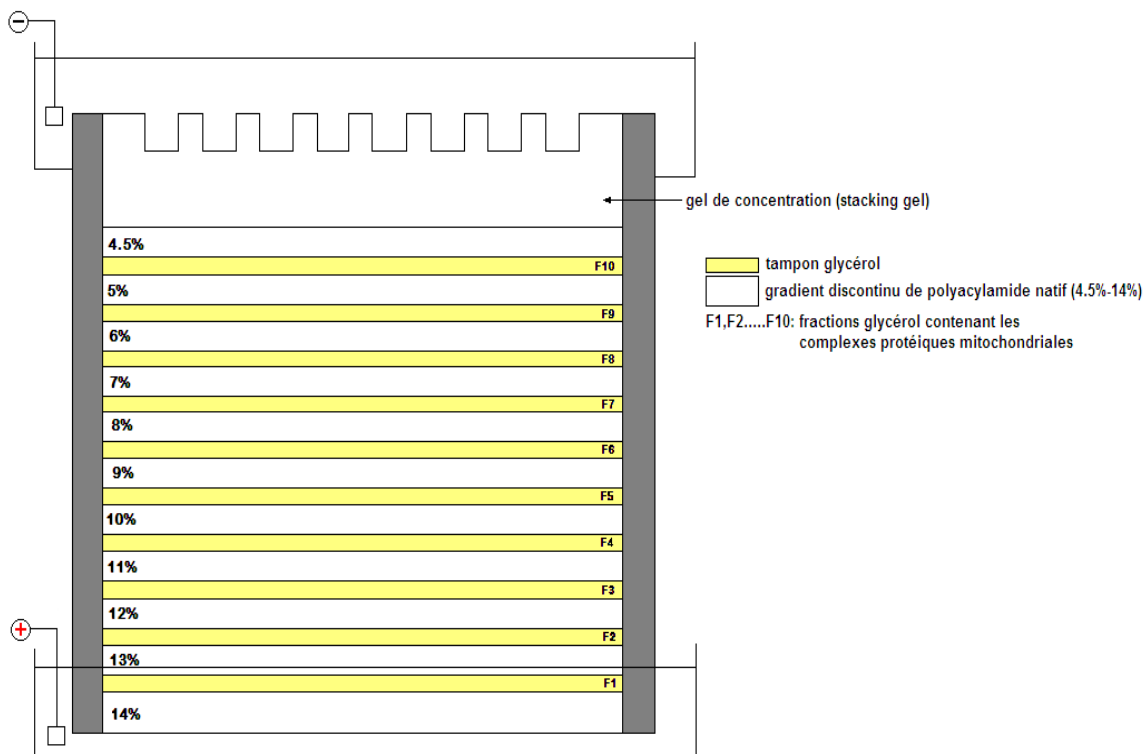 −
gel de concentration (stacking gel)
4.5%
F10
tampon glycérol
5%
gradient discontinu de polyacylamide natif (4.5%-14%)
F9
F1,F2.....F10: fractions glycérol contenant les
complexes protéiques mitochondriales
6%
F8
7%
F7
8%
F6
9%
F5
10%
F4
11%
F3
12%
+
F2
13%
F1
14%